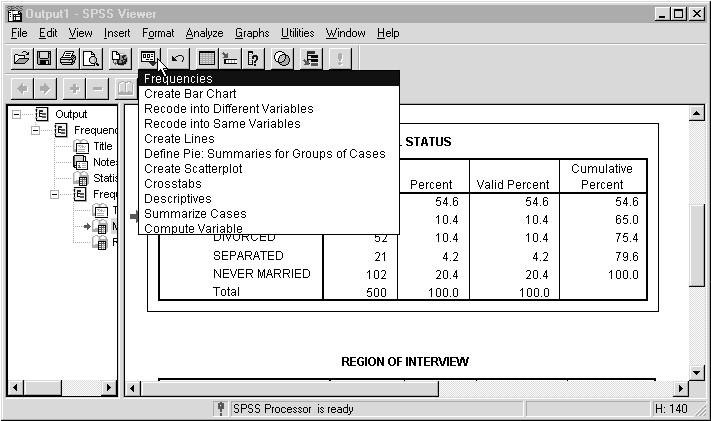 Output1 - SPSS Viewer
File Edit View Insert Format Analyze Graphs Utilities Window Help
Frequencies
Create Bar Chart
Recode into Different Variables
Recode into Same Variables
Create Lines
Define Pie: Summaries for Groups of Cases
Create Scatterplot
Crosstabs
Descriptives
Summarize Cases
Compute Variable
Output
Frequenc
Title
Notes
Statis
Frequ
T
M
R
L STATUS
Percent Valid Percent Cumulative Percent
54.6 54.6 54.6
10.4 10.4 65.0
DIVORCED 52 10.4 10.4 75.4
SEPARATED 21 4.2 4.2 79.6
NEVER MARRIED 102 20.4 20.4 100.0
Total 500 100.0 100.0
REGION OF INTERVIEW
SPSS Processor is ready
H: 140